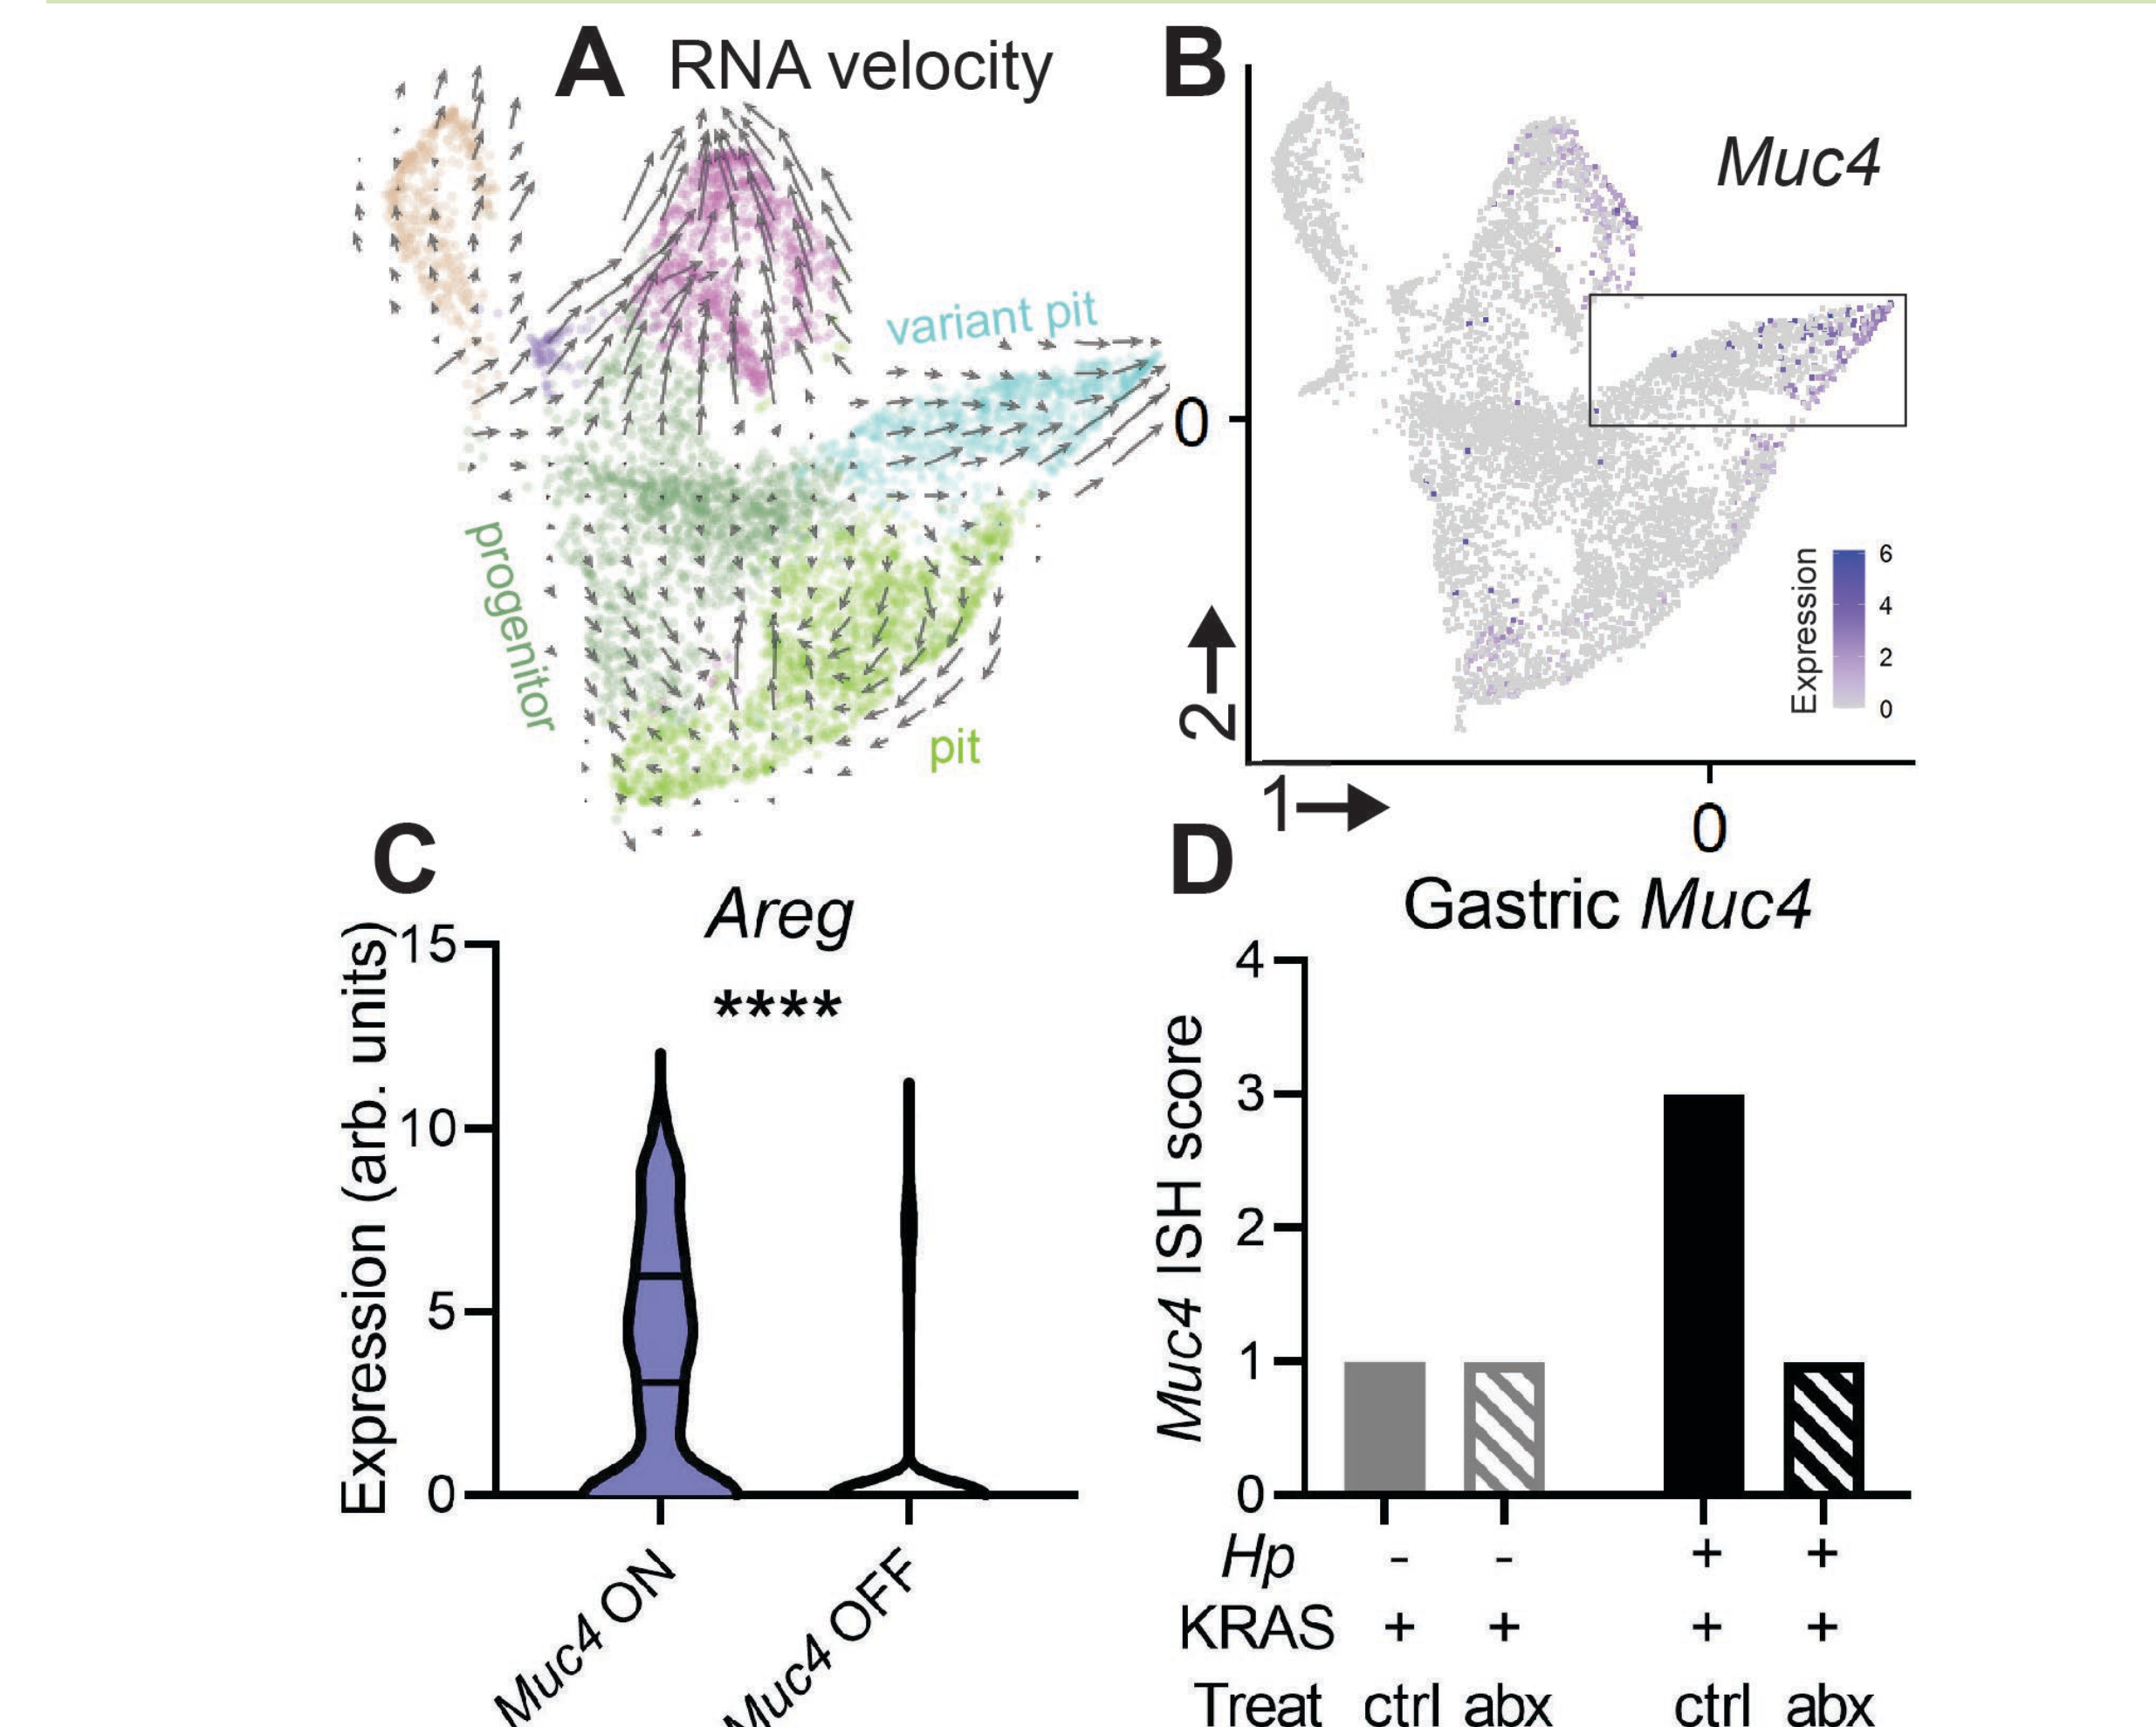 A RNA velocity
variant pit
progenitor
pit
B
Muc4
0
2
1
0
Expression
6
4
2
0
C
Areg
****
Expression (arb. units)
15
10
5
0
Muc4 ON
Muc4 OFF
D
Gastric Muc4
Muc4 ISH score
4
3
2
1
0
Hp - - + +
KRAS + + + +
Treat ctrl abx ctrl abx